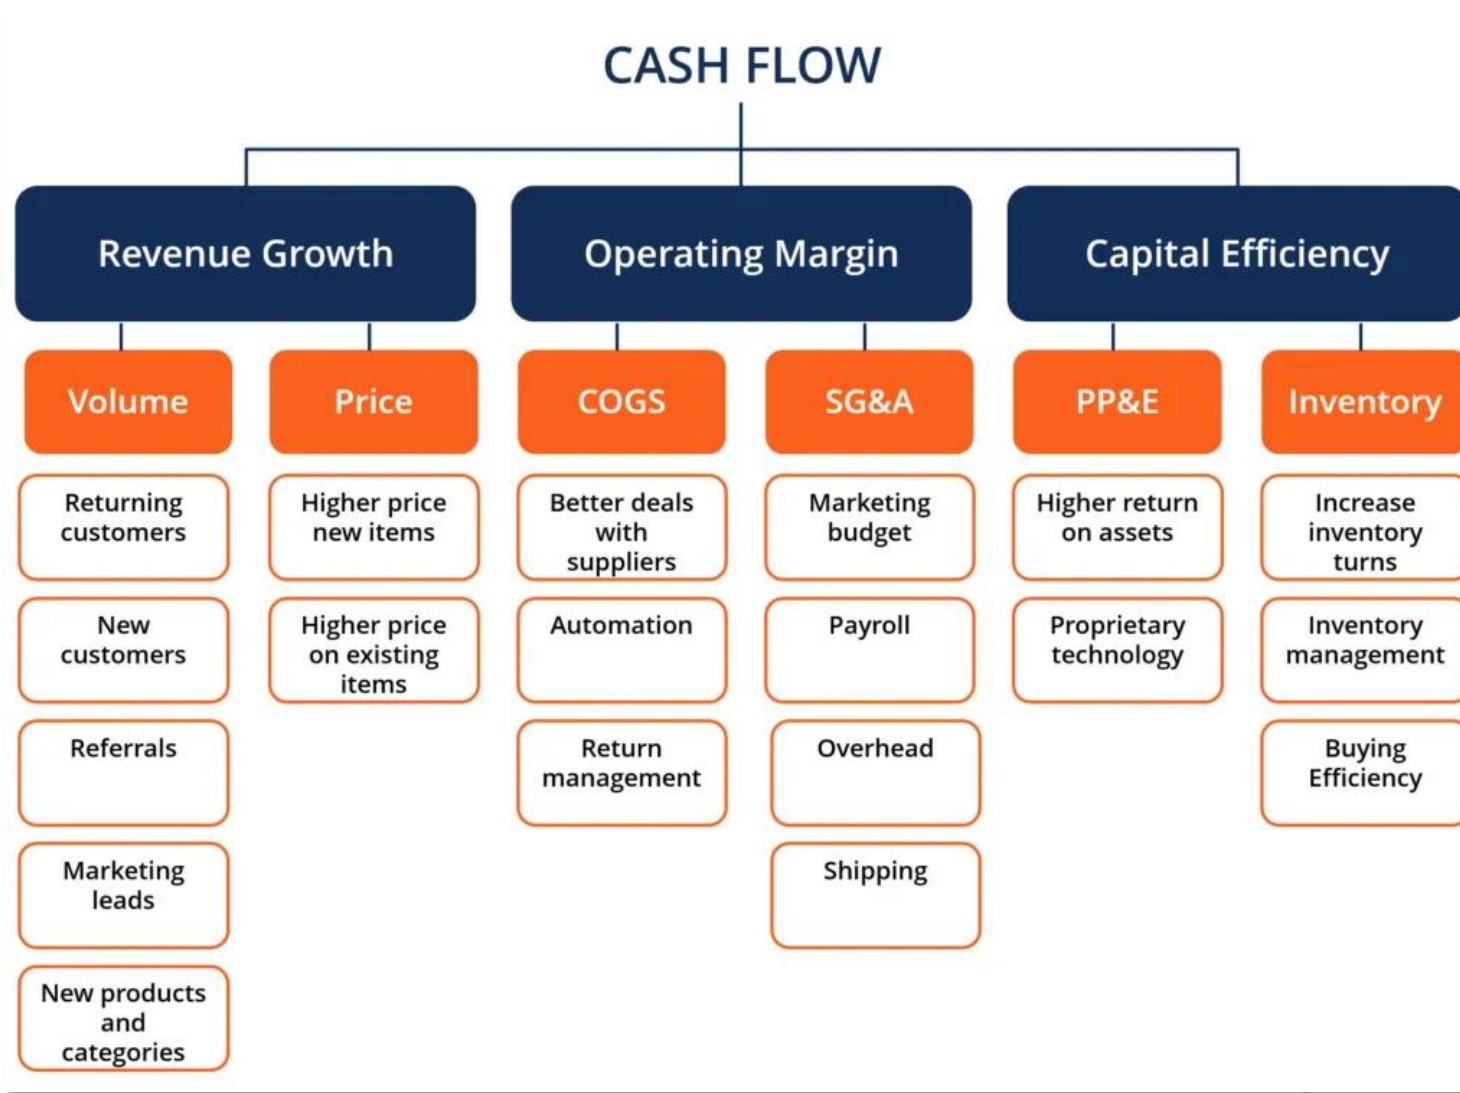 CASH FLOW
Revenue Growth
Operating Margin
Capital Efficiency
Volume
Price
COGS
SG&A
PP&E
Inventory
Returning
customers
New
customers
Referrals
Marketing
leads
New products
and
categories
Higher price
new items
Higher price
on existing
items
Better deals
with
suppliers
Automation
Return
management
Marketing
budget
Payroll
Overhead
Shipping
Higher return
on assets
Proprietary
technology
Increase
inventory
turns
Inventory
management
Buying
Efficiency